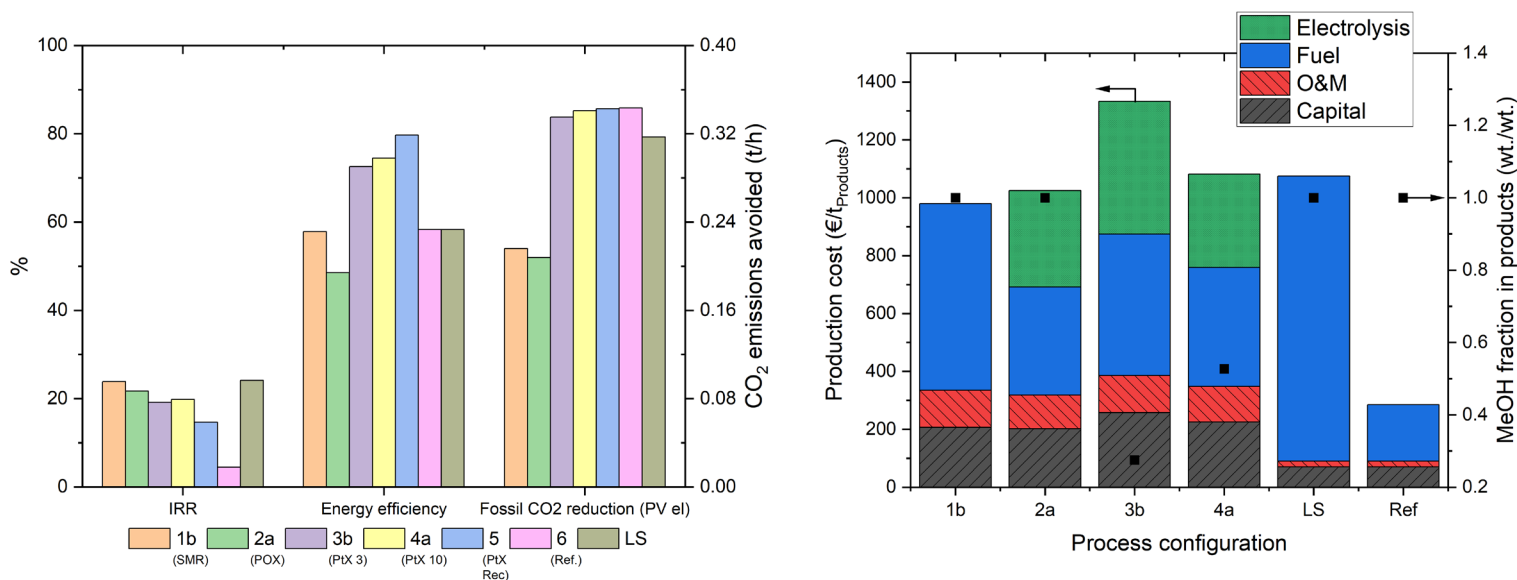 100
80
60
40
20
0
%
0.40
0.32
0.24
0.16
0.08
0.00
CO2 emissions avoided (t/h)
IRR
Energy efficiency
Fossil CO2 reduction (PV el)
1b
2a
3b
4a
5
6
LS
(SMR)
(POX)
(PtX 3)
(PtX 10)
(PtX
Rec)
(Ref.)
Electrolysis
Fuel
O&M
Capital
1400
1200
1000
800
600
400
200
0
Production cost (€/tProducts)
1.4
1.2
1.0
0.8
0.6
0.4
0.2
MeOH fraction in products (wt./wt.)
1b
2a
3b
4a
LS
Ref
Process configuration